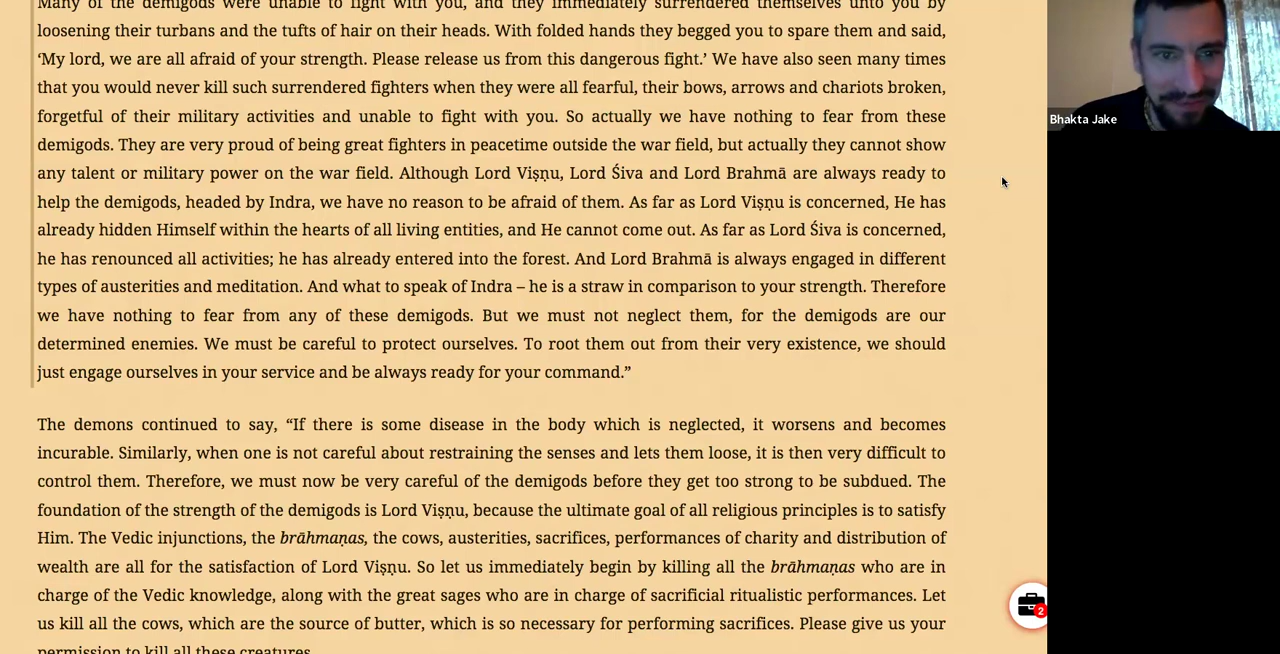 Many of the demigods were unable to fight with you, and they immediately surrendered themselves unto you by
loosening their turbans and the tufts of hair on their heads. With folded hands they begged you to spare them and said,
‘My lord, we are all afraid of your strength. Please release us from this dangerous fight.’ We have also seen many times
that you would never kill such surrendered fighters when they were all fearful, their bows, arrows and chariots broken,
forgetful of their military activities and unable to fight with you. So actually we have nothing to fear from these
demigods. They are very proud of being great fighters in peacetime outside the war field, but actually they cannot show
any talent or military power on the war field. Although Lord Viṣṇu, Lord Śiva and Lord Brahmā are always ready to
help the demigods, headed by Indra, we have no reason to be afraid of them. As far as Lord Viṣṇu is concerned, He has
already hidden Himself within the hearts of all living entities, and He cannot come out. As far as Lord Śiva is concerned,
he has renounced all activities; he has already entered into the forest. And Lord Brahmā is always engaged in different
types of austerities and meditation. And what to speak of Indra – he is a straw in comparison to your strength. Therefore
we have nothing to fear from any of these demigods. But we must not neglect them, for the demigods are our
determined enemies. We must be careful to protect ourselves. To root them out from their very existence, we should
just engage ourselves in your service and be always ready for your command.”
The demons continued to say, “If there is some disease in the body which is neglected, it worsens and becomes
incurable. Similarly, when one is not careful about restraining the senses and lets them loose, it is then very difficult to
control them. Therefore, we must now be very careful of the demigods before they get too strong to be subdued. The
foundation of the strength of the demigods is Lord Viṣṇu, because the ultimate goal of all religious principles is to satisfy
Him. The Vedic injunctions, the brāhmaṇas, the cows, austerities, sacrifices, performances of charity and distribution of
wealth are all for the satisfaction of Lord Viṣṇu. So let us immediately begin by killing all the brāhmaṇas who are in
charge of the Vedic knowledge, along with the great sages who are in charge of sacrificial ritualistic performances. Let
us kill all the cows, which are the source of butter, which is so necessary for performing sacrifices. Please give us your
permission to kill all these creatures.
Bhakta Jake
2